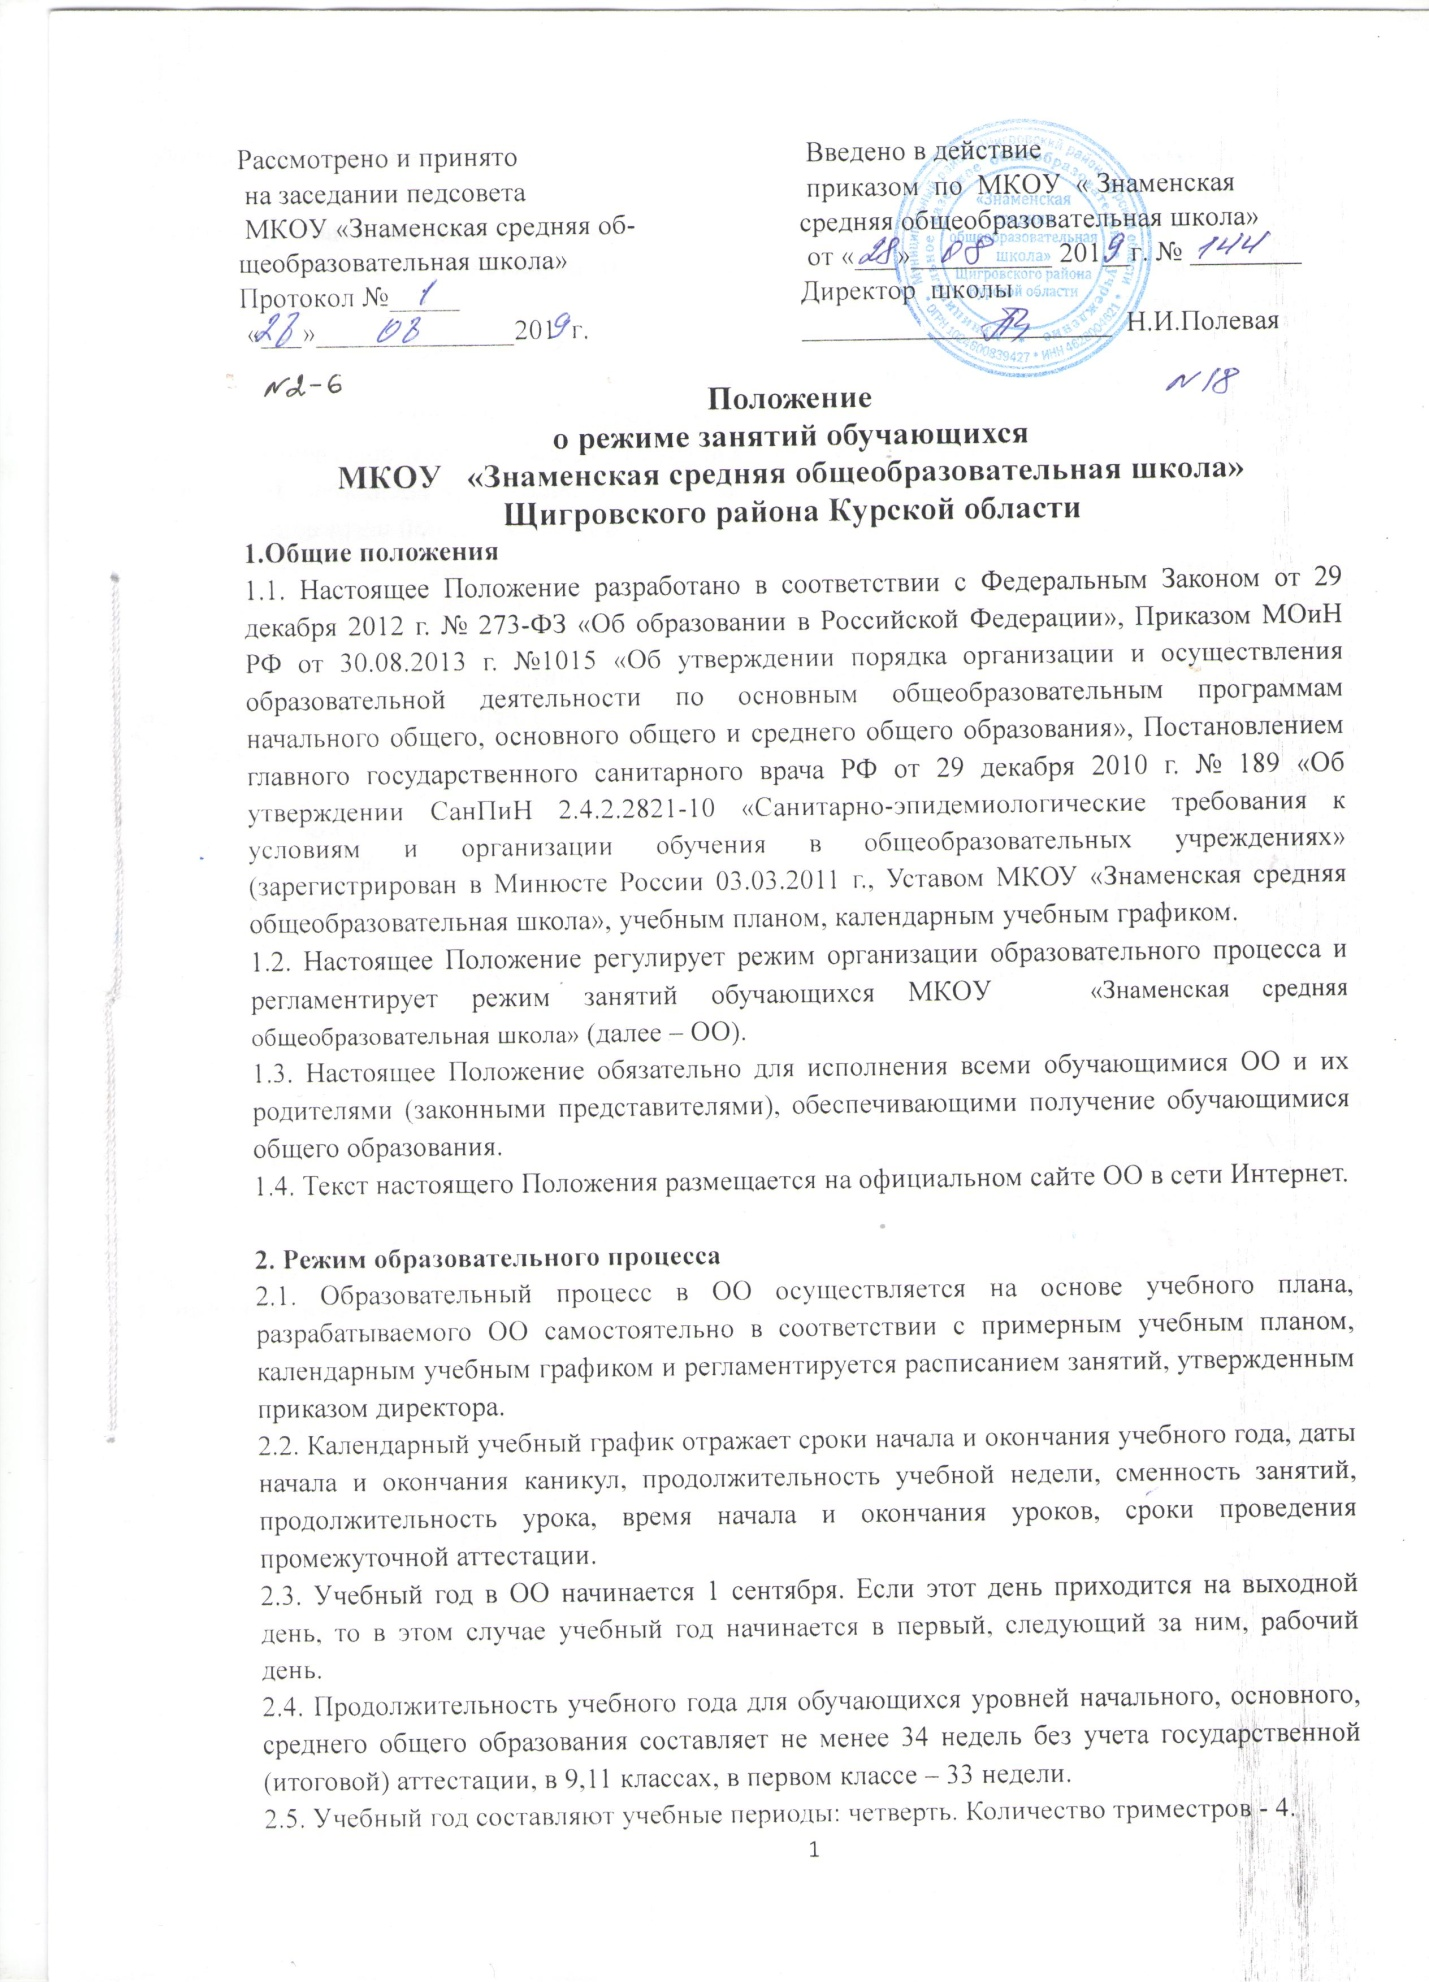 Рассмотрено и принято
на заседании педсовета
МКОУ «Знаменская средняя об-
щеобразовательная школа»
Протокол № 1
«28» 08 2019 г.
№2-6
Введено в действие
приказом по МКОУ « Знаменская
средняя общеобразовательная школа»
от «28» 08 2019 г. № 144
Директор школы
Н.И.Полевая
№ 18
«Знаменская
общеобразовательная
школа»
Щигровского района
Курской области
Положение
о режиме занятий обучающихся
МКОУ «Знаменская средняя общеобразовательная школа»
Щигровского района Курской области
1.Общие положения
1.1. Настоящее Положение разработано в соответствии с Федеральным Законом от 29
декабря 2012 г. № 273-ФЗ «Об образовании в Российской Федерации», Приказом МОиН
РФ от 30.08.2013 г. №1015 «Об утверждении порядка организации и осуществления
образовательной деятельности по основным общеобразовательным программам
начального общего, основного общего и среднего общего образования», Постановлением
главного государственного санитарного врача РФ от 29 декабря 2010 г. № 189 «Об
утверждении СанПиН 2.4.2.2821-10 «Санитарно-эпидемиологические требования к
условиям и организации обучения в общеобразовательных учреждениях»
(зарегистрирован в Минюсте России 03.03.2011 г., Уставом МКОУ «Знаменская средняя
общеобразовательная школа», учебным планом, календарным учебным графиком.
1.2. Настоящее Положение регулирует режим организации образовательного процесса и
регламентирует режим занятий обучающихся МКОУ «Знаменская средняя
общеобразовательная школа» (далее – ОО).
1.3. Настоящее Положение обязательно для исполнения всеми обучающимися ОО и их
родителями (законными представителями), обеспечивающими получение обучающимися
общего образования.
1.4. Текст настоящего Положения размещается на официальном сайте ОО в сети Интернет.
2. Режим образовательного процесса
2.1. Образовательный процесс в ОО осуществляется на основе учебного плана,
разрабатываемого ОО самостоятельно в соответствии с примерным учебным планом,
календарным учебным графиком и регламентируется расписанием занятий, утвержденным
приказом директора.
2.2. Календарный учебный график отражает сроки начала и окончания учебного года, даты
начала и окончания каникул, продолжительность учебной недели, сменность занятий,
продолжительность урока, время начала и окончания уроков, сроки проведения
промежуточной аттестации.
2.3. Учебный год в ОО начинается 1 сентября. Если этот день приходится на выходной
день, то в этом случае учебный год начинается в первый, следующий за ним, рабочий
день.
2.4. Продолжительность учебного года для обучающихся уровней начального, основного,
среднего общего образования составляет не менее 34 недель без учета государственной
(итоговой) аттестации, в 9,11 классах, в первом классе – 33 недели.
2.5. Учебный год составляют учебные периоды: четверть. Количество триместров - 4.
1